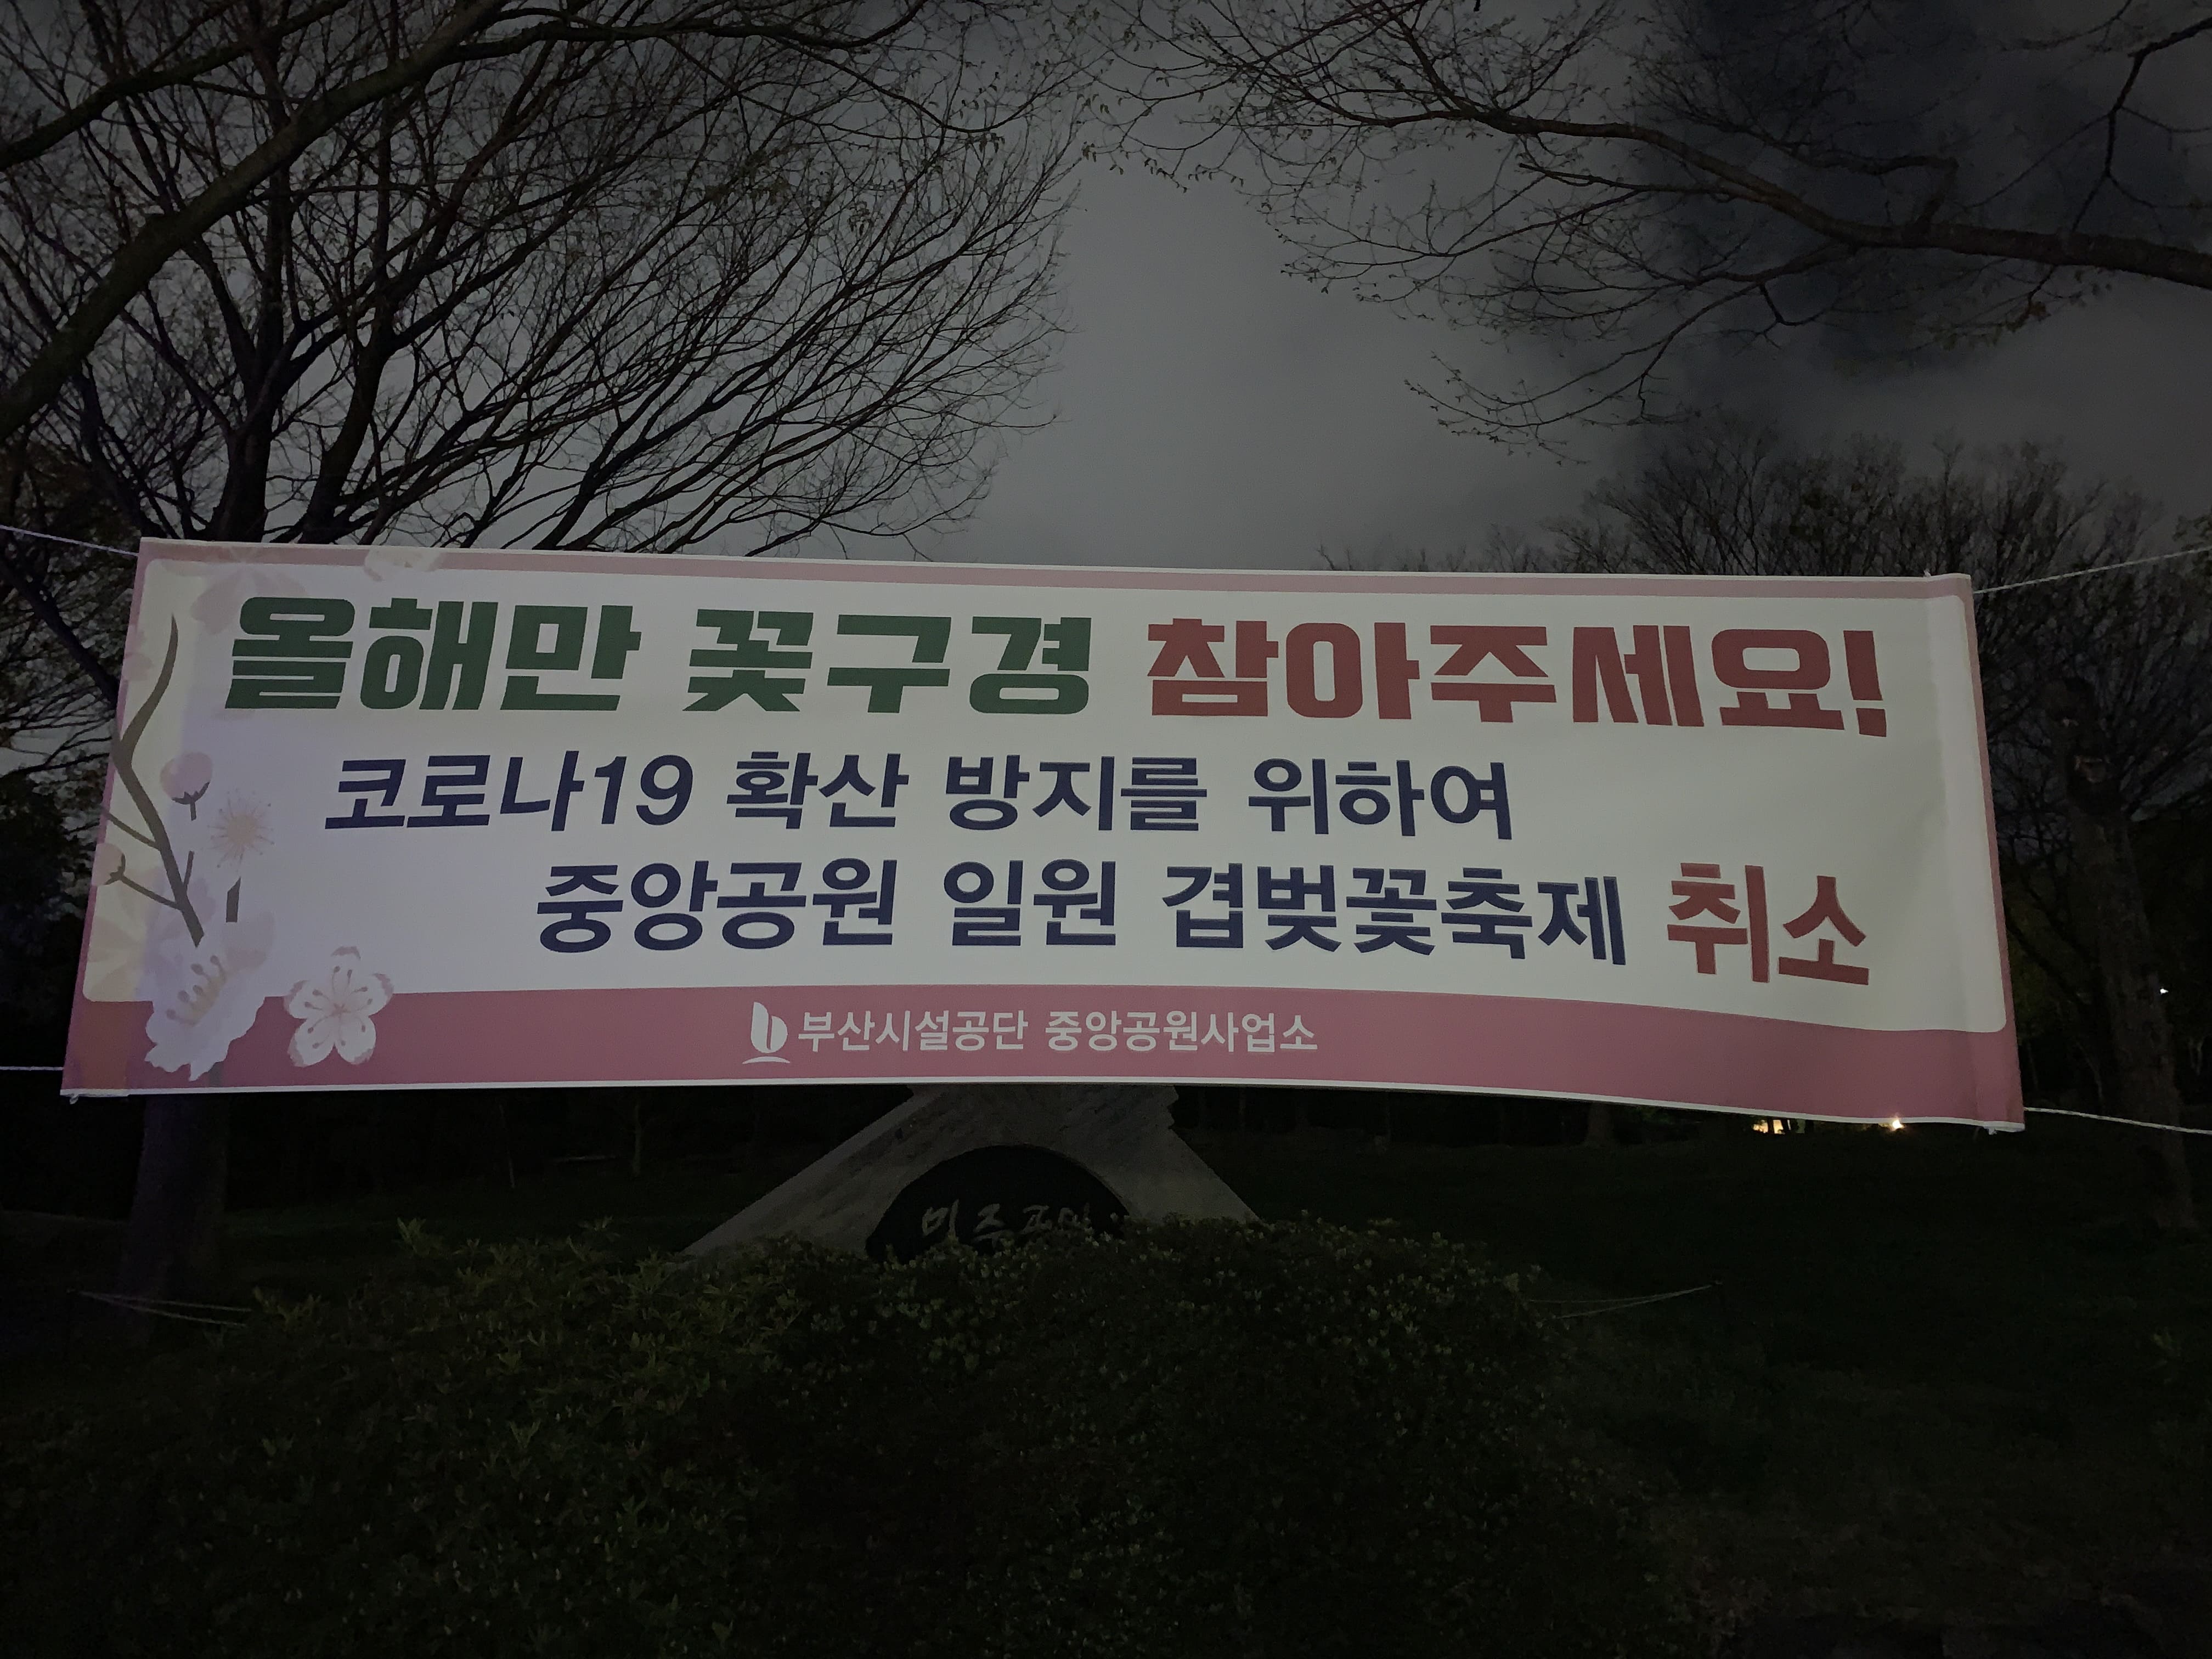 올해만 꽃구경 참아주세요!
코로나19 확산 방지를 위하여
중앙공원 일원 겹벚꽃축제 취소
부산시설공단 중앙공원사업소